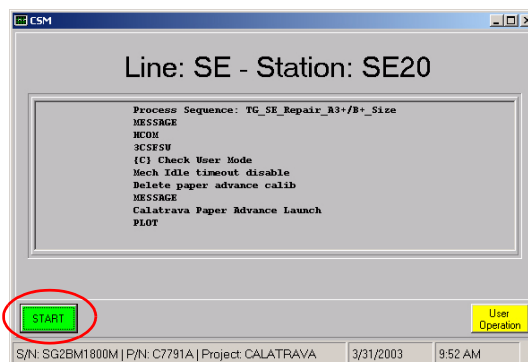 CSM
Line: SE - Station: SE20
Process Sequence: TG_SE_Repair_A3+/B+_Size
MESSAGE
HCOM
3CSFSU
{C} Check User Mode
Mech Idle timeout disable
Delete paper advance calib
MESSAGE
Calatrava Paper Advance Launch
PLOT
START
User
Operation
S/N: SG2BM1800M | P/N: C7791A | Project: CALATRAVA 3/31/2003 9:52 AM